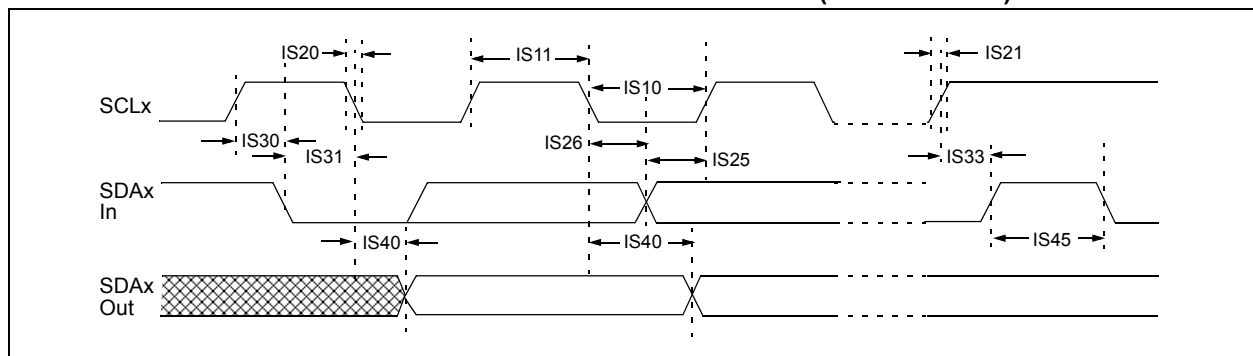 IS20
IS11
IS21
IS10
SCLx
IS30
IS26
IS31
IS25
IS33
SDAx
In
IS40
IS40
IS45
SDAx
Out